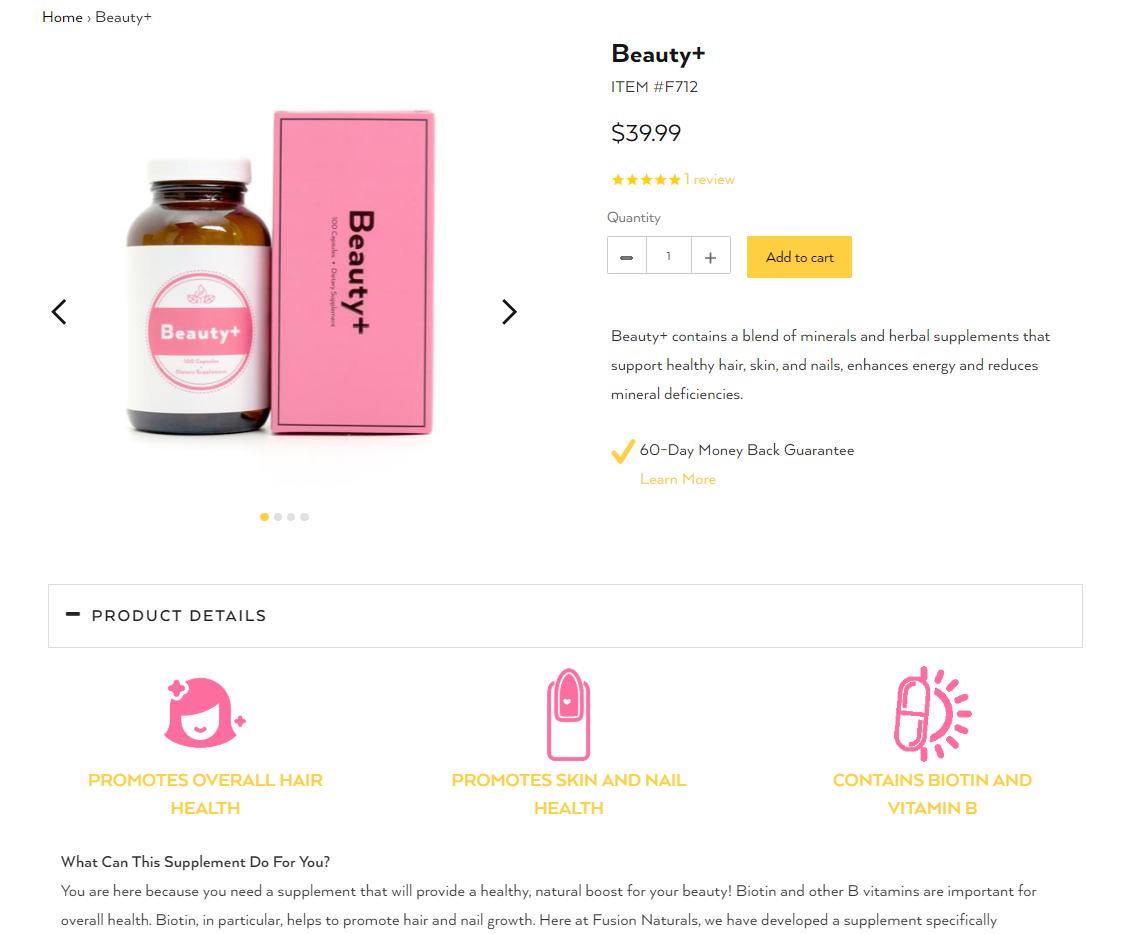 Home › Beauty+
Beauty+
ITEM #F712
$39.99
1 review
Quantity
1
Add to cart
Beauty+ contains a blend of minerals and herbal supplements that
support healthy hair, skin, and nails, enhances energy and reduces
mineral deficiencies.
60-Day Money Back Guarantee
Learn More
Beauty+
100 Capsules
Dietary Supplement
Beauty+
100 Capsules • Dietary Supplement
PRODUCT DETAILS
PROMOTES OVERALL HAIR
HEALTH
PROMOTES SKIN AND NAIL
HEALTH
CONTAINS BIOTIN AND
VITAMIN B
What Can This Supplement Do For You?
You are here because you need a supplement that will provide a healthy, natural boost for your beauty! Biotin and other B vitamins are important for
overall health. Biotin, in particular, helps to promote hair and nail growth. Here at Fusion Naturals, we have developed a supplement specifically